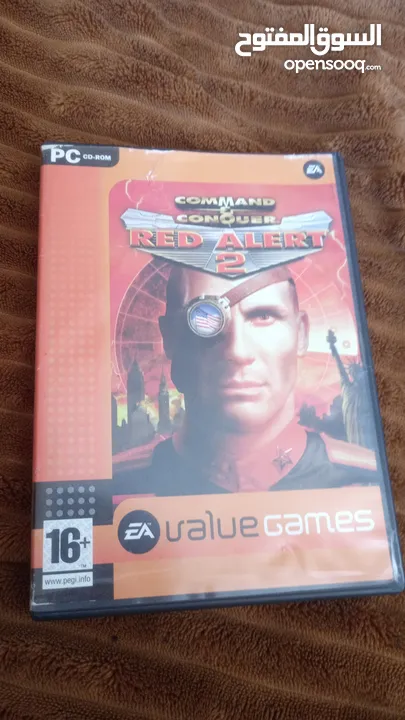 السوق المفتوح
opensooq.com
PC CD-ROM
EA
COMMAND
& CONQUER
RED ALERT
2
EA value Games
16+
www.pegi.info